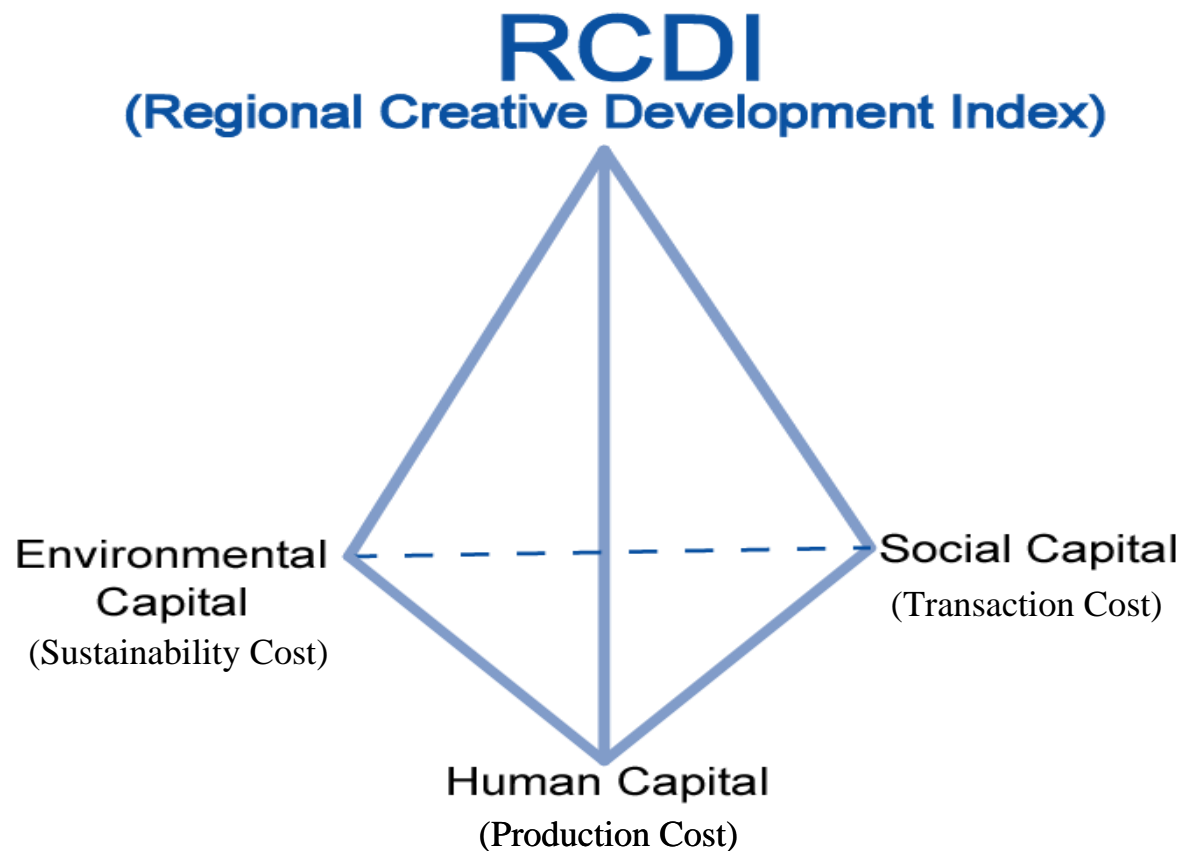 RCDI
(Regional Creative Development Index)
Environmental
Capital
(Sustainability Cost)
Social Capital
(Transaction Cost)
Human Capital
(Production Cost)